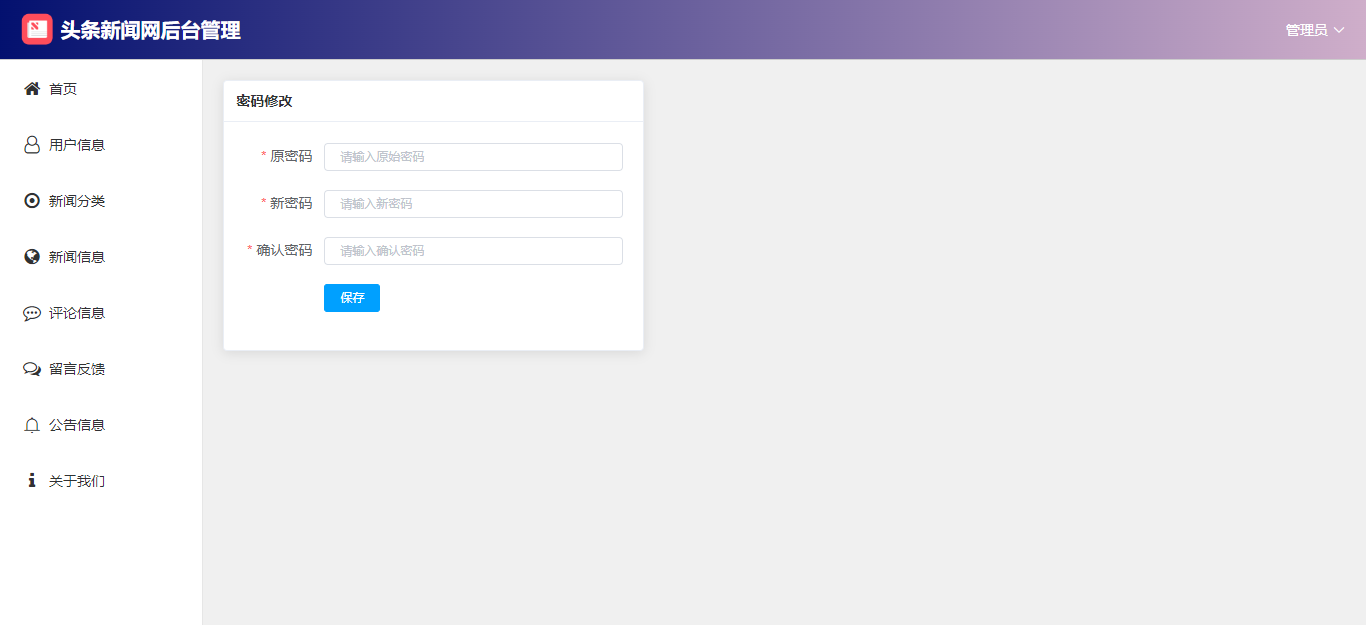 头条新闻网后台管理
管理员
首页
用户信息
新闻分类
新闻信息
评论信息
留言反馈
公告信息
关于我们
密码修改
* 原密码 请输入原始密码
* 新密码 请输入新密码
* 确认密码 请输入确认密码
保存